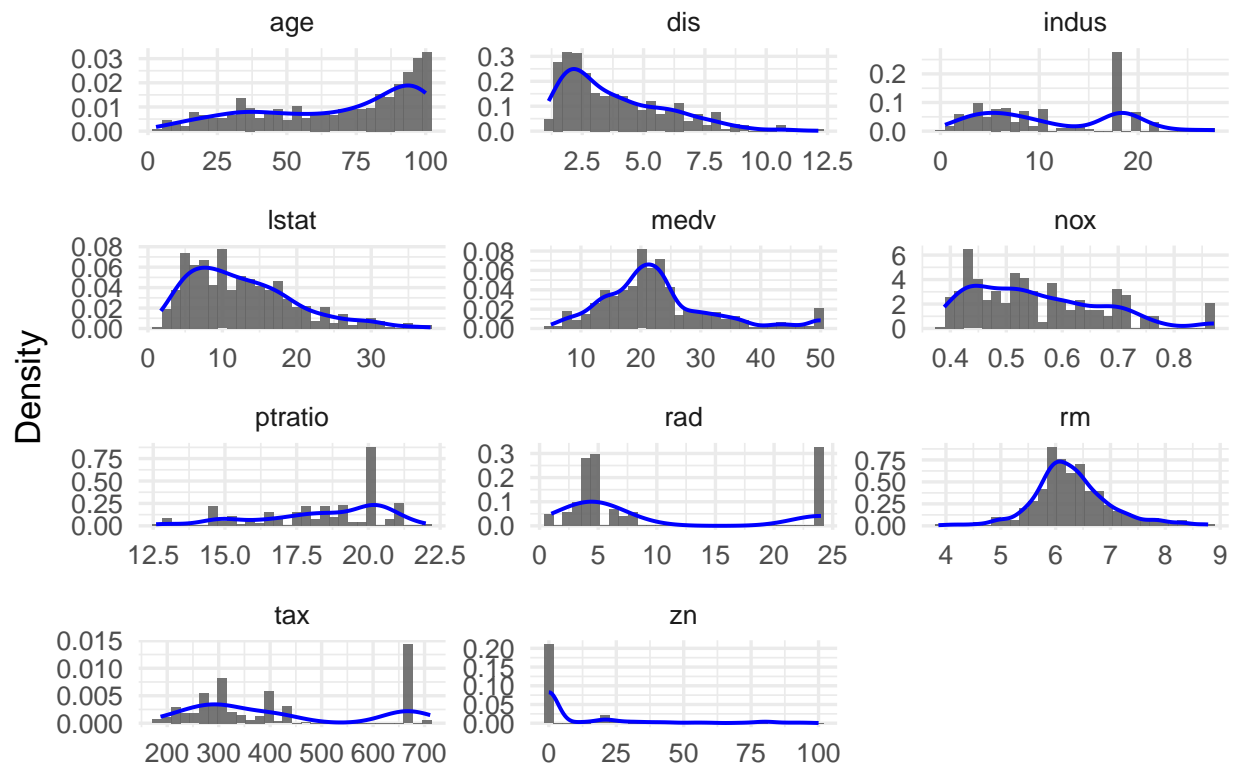 age dis indus
0.03
0.02
0.01
0.00
0 25 50 75 100
0.3
0.2
0.1
0.0
2.5 5.0 7.5 10.0 12.5
0.2
0.1
0.0
0 10 20
lstat medv nox
0.08
0.06
0.04
0.02
0.00
0 10 20 30
0.08
0.06
0.04
0.02
0.00
10 20 30 40 50
6
4
2
0
0.4 0.5 0.6 0.7 0.8
Density
ptratio rad rm
0.75
0.50
0.25
0.00
12.5 15.0 17.5 20.0 22.5
0.3
0.2
0.1
0.0
0 5 10 15 20 25
0.75
0.50
0.25
0.00
4 5 6 7 8 9
tax zn
0.015
0.010
0.005
0.000
200 300 400 500 600 700
0.20
0.15
0.10
0.05
0.00
0 25 50 75 100